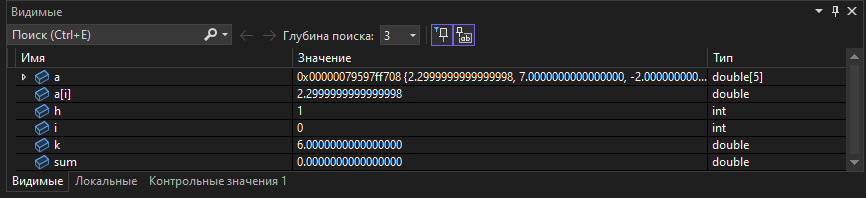 Видимые
Поиск (Ctrl+E) Глубина поиска: 3
Имя Значение Тип
a 0x00000079597ff708 {2.2999999999999998, 7.0000000000000000, -2.000000000... double[5]
a[i] 2.2999999999999998 double
h 1 int
i 0 int
k 6.0000000000000000 double
sum 0.0000000000000000 double
Видимые Локальные Контрольные значения 1